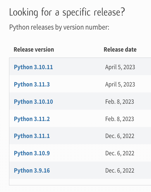 Looking for a specific release?
Python releases by version number:
Release version Release date
Python 3.10.11 April 5, 2023
Python 3.11.3 April 5, 2023
Python 3.10.10 Feb. 8, 2023
Python 3.11.2 Feb. 8, 2023
Python 3.11.1 Dec. 6, 2022
Python 3.10.9 Dec. 6, 2022
Python 3.9.16 Dec. 6, 2022